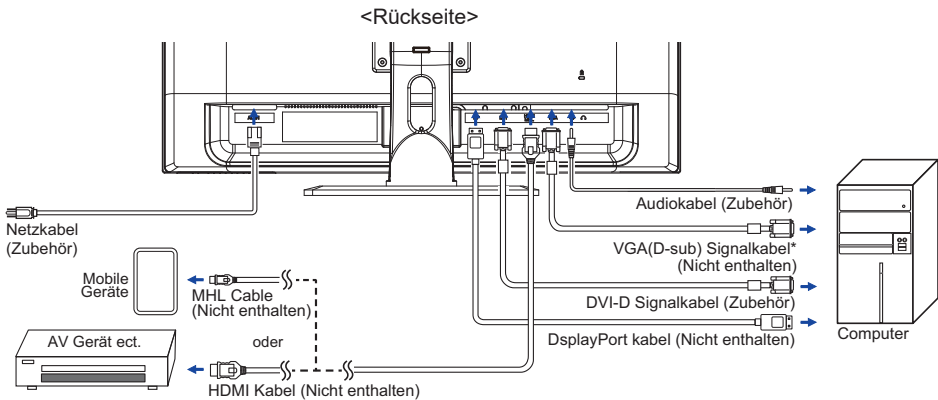 <Rückseite>
Netzkabel
(Zubehör)
Audiokabel (Zubehör)
VGA(D-sub) Signalkabel*
(Nicht enthalten)
Mobile
Geräte
MHL Cable
(Nicht enthalten)
DVI-D Signalkabel (Zubehör)
DsplayPort kabel (Nicht enthalten)
Computer
AV Gerät ect.
oder
HDMI Kabel (Nicht enthalten)